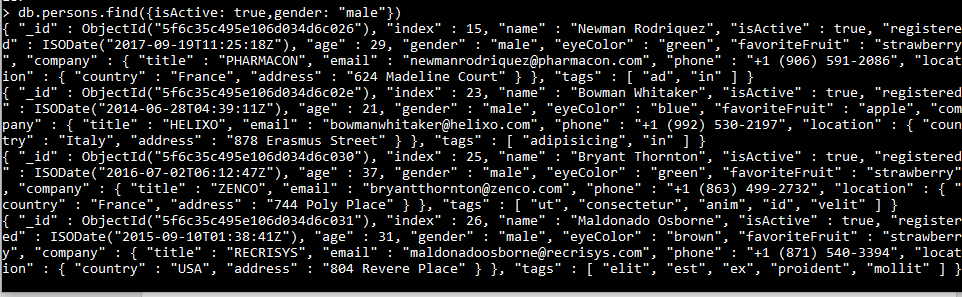 > db.persons.find({isActive: true,gender: "male"})
{ "_id" : ObjectId("5f6c35c495e106d034d6c026"), "index" : 15, "name" : "Newman Rodriquez", "isActive" : true, "registere
d" : ISODate("2017-09-19T11:25:18Z"), "age" : 29, "gender" : "male", "eyeColor" : "green", "favoriteFruit" : "strawberry
", "company" : { "title" : "PHARMACON", "email" : "newmanrodriquez@pharmacon.com", "phone" : "+1 (906) 591-2086", "locat
ion" : { "country" : "France", "address" : "624 Madeline Court" } }, "tags" : [ "ad", "in" ] }
{ "_id" : ObjectId("5f6c35c495e106d034d6c02e"), "index" : 23, "name" : "Bowman Whitaker", "isActive" : true, "registered
" : ISODate("2014-06-28T04:39:11Z"), "age" : 21, "gender" : "male", "eyeColor" : "blue", "favoriteFruit" : "apple", "com
pany" : { "title" : "HELIXO", "email" : "bowmanwhitaker@helixo.com", "phone" : "+1 (992) 530-2197", "location" : { "coun
try" : "Italy", "address" : "878 Erasmus Street" } }, "tags" : [ "adipisicing", "in" ] }
{ "_id" : ObjectId("5f6c35c495e106d034d6c030"), "index" : 25, "name" : "Bryant Thornton", "isActive" : true, "registered
" : ISODate("2016-07-02T06:12:47Z"), "age" : 37, "gender" : "male", "eyeColor" : "green", "favoriteFruit" : "strawberry"
, "company" : { "title" : "ZENCO", "email" : "bryantthornton@zenco.com", "phone" : "+1 (863) 499-2732", "location" : { "
country" : "France", "address" : "744 Poly Place" } }, "tags" : [ "ut", "consectetur", "anim", "id", "velit" ] }
{ "_id" : ObjectId("5f6c35c495e106d034d6c031"), "index" : 26, "name" : "Maldonado Osborne", "isActive" : true, "register
ed" : ISODate("2015-09-10T01:38:41Z"), "age" : 31, "gender" : "male", "eyeColor" : "brown", "favoriteFruit" : "strawberr
y", "company" : { "title" : "RECRISYS", "email" : "maldonadoosborne@recrisys.com", "phone" : "+1 (871) 540-3394", "locat
ion" : { "country" : "USA", "address" : "804 Revere Place" } }, "tags" : [ "elit", "est", "ex", "proident", "mollit" ] }